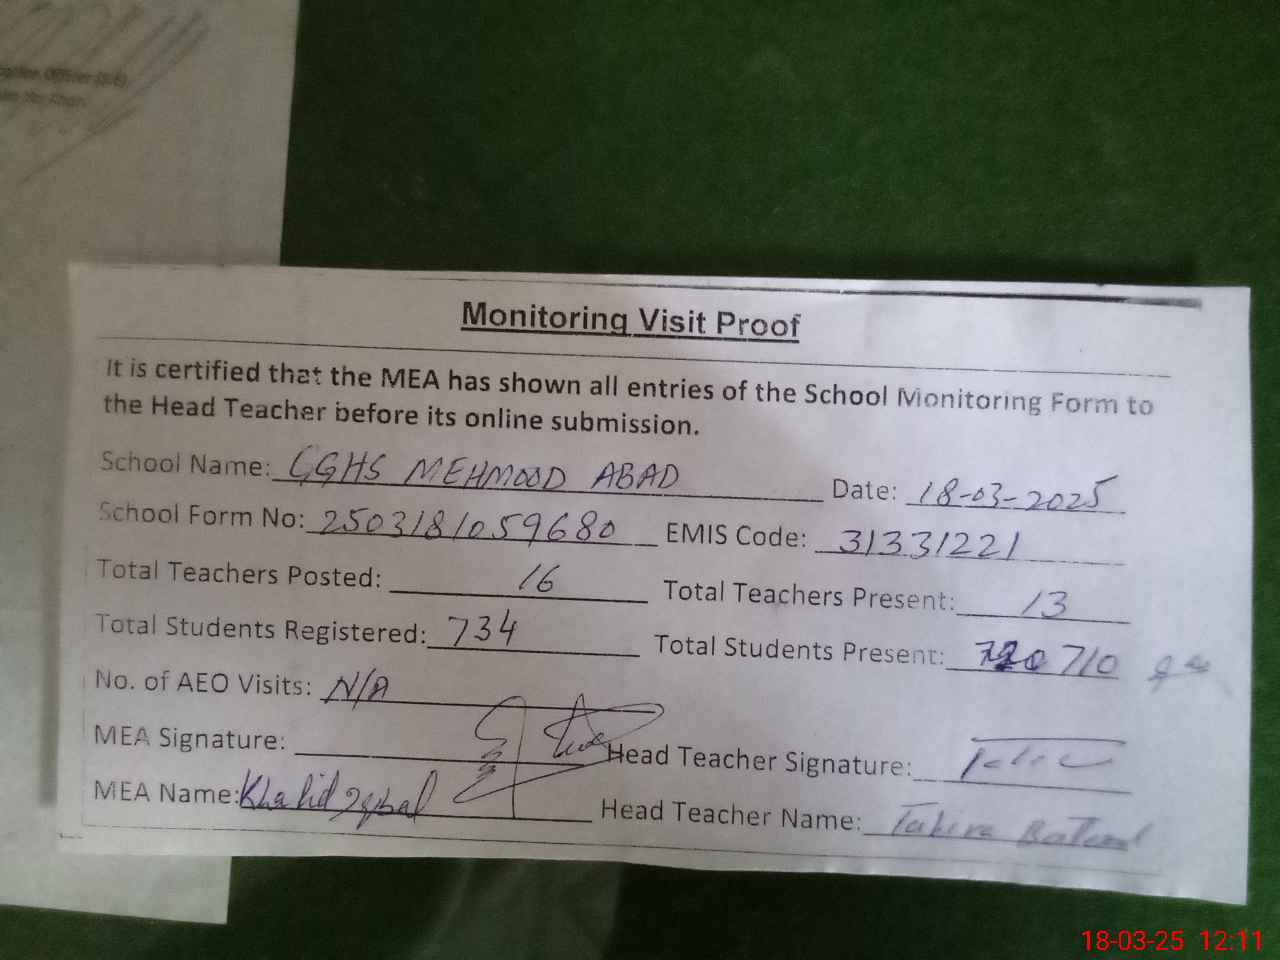 Monitoring Visit Proof
It is certified that the MEA has shown all entries of the School Monitoring Form to
the Head Teacher before its online submission.
School Name: GGHS MEHMOOD ABAD Date: 18-03-2025
School Form No: 2503181059680 EMIS Code: 31331221
Total Teachers Posted: 16 Total Teachers Present: 13
Total Students Registered: 734 Total Students Present: 710
No. of AEO Visits: N/A
MEA Signature: Head Teacher Signature:
MEA Name: Khalid Iqbal Head Teacher Name: Tahira
18-03-25 12:11